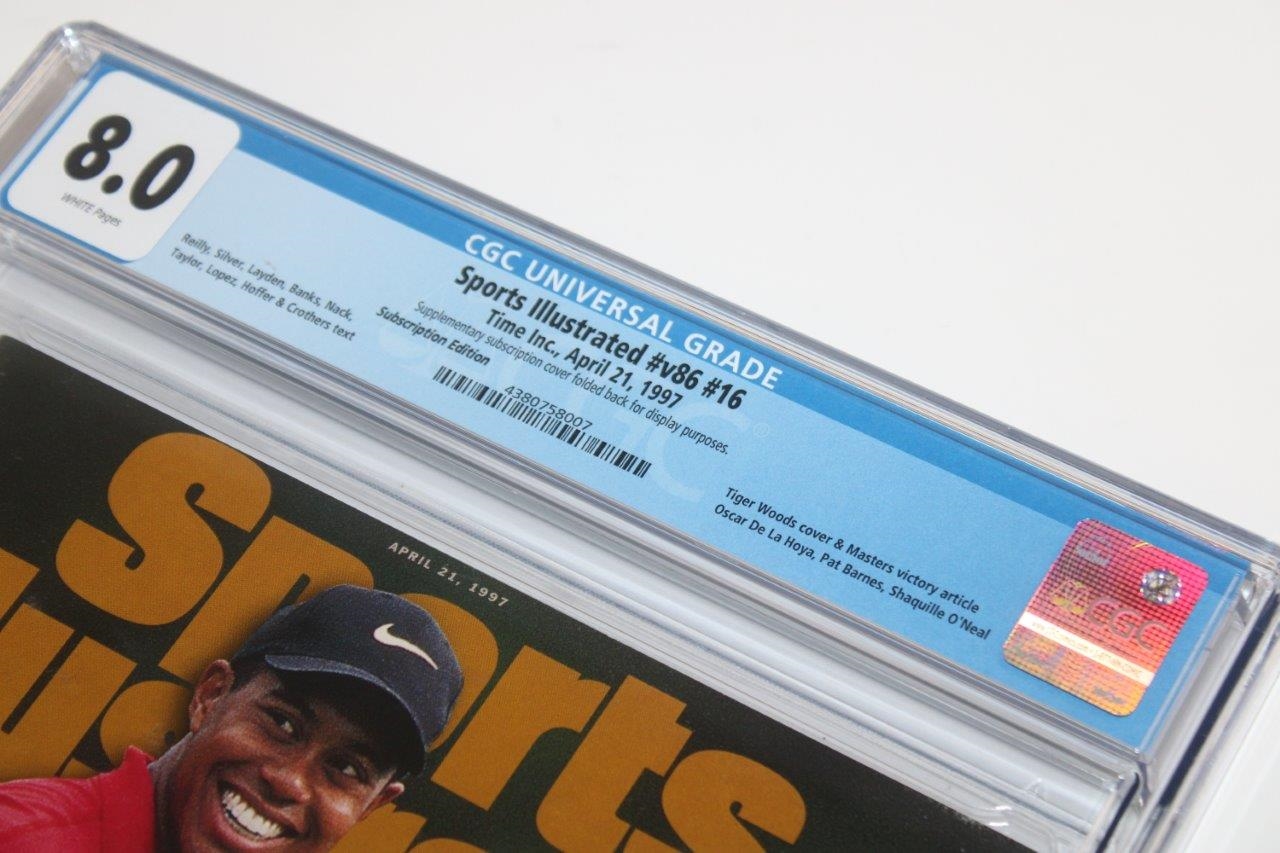 8.0
WHITE Pages
Reilly, Silver, Layden, Banks, Nack,
Taylor, Lopez, Hoffer & Crothers text
CGC UNIVERSAL GRADE
Sports Illustrated #v86 #16
Time Inc., April 21, 1997
Supplementary subscription cover folded back for display purposes.
Subscription Edition
4380758007
Tiger Woods cover & Masters victory article
Oscar De La Hoya, Pat Barnes, Shaquille O'Neal
CGC
APRIL 21, 1997
Sports